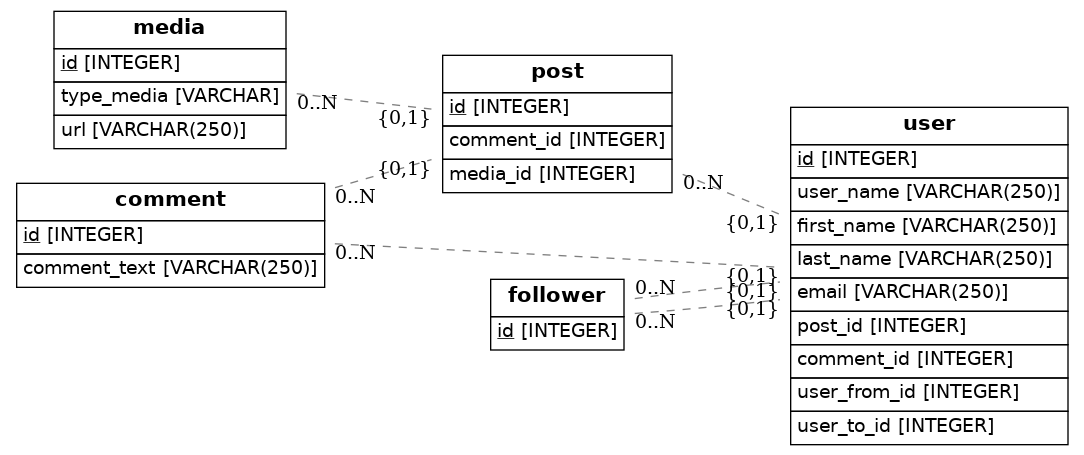 media
id [INTEGER]
type_media [VARCHAR]
url [VARCHAR(250)]
post
id [INTEGER]
comment_id [INTEGER]
media_id [INTEGER]
user
id [INTEGER]
user_name [VARCHAR(250)]
first_name [VARCHAR(250)]
last_name [VARCHAR(250)]
email [VARCHAR(250)]
post_id [INTEGER]
comment_id [INTEGER]
user_from_id [INTEGER]
user_to_id [INTEGER]
comment
id [INTEGER]
comment_text [VARCHAR(250)]
follower
id [INTEGER]
0..N
{0,1}
{0,1}
0..N
0..N
{0,1}
0..N
{0,1}
0..N
{0,1}
0..N
{0,1}